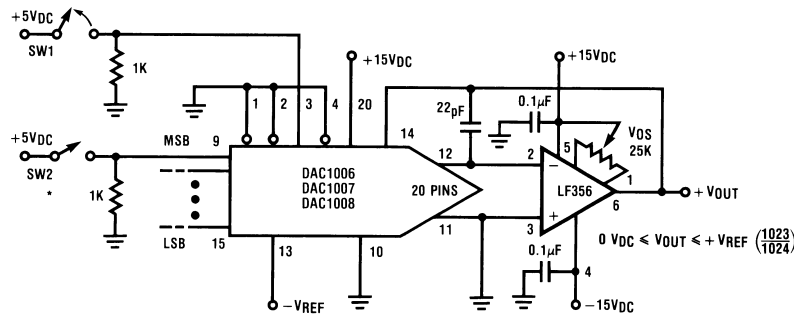 +5VDC
SW1
1K
+15VDC
+15VDC
1
2
3
4
20
22pF
0.1μF
VOS
25K
14
5
1
+5VDC
SW2
*
1K
MSB
9
12
2
−
DAC1006
DAC1007
DAC1008
20 PINS
LF356
6
+VOUT
+
3
11
LSB
15
0 VDC ⩽ VOUT ⩽ +VREF (1023/1024)
13
10
0.1μF
4
−VREF
−15VDC